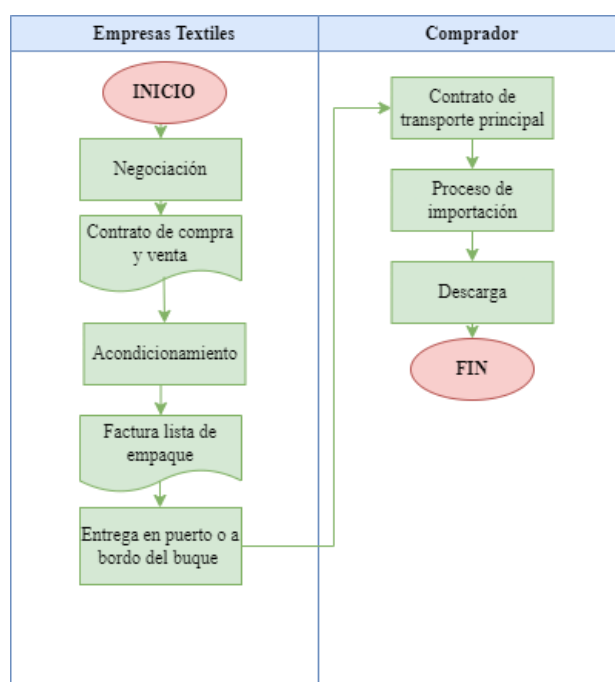 Empresas Textiles
Comprador
INICIO
Negociación
Contrato de compra
y venta
Acondicionamiento
Factura lista de
empaque
Entrega en puerto o a
bordo del buque
Contrato de
transporte principal
Proceso de
importación
Descarga
FIN